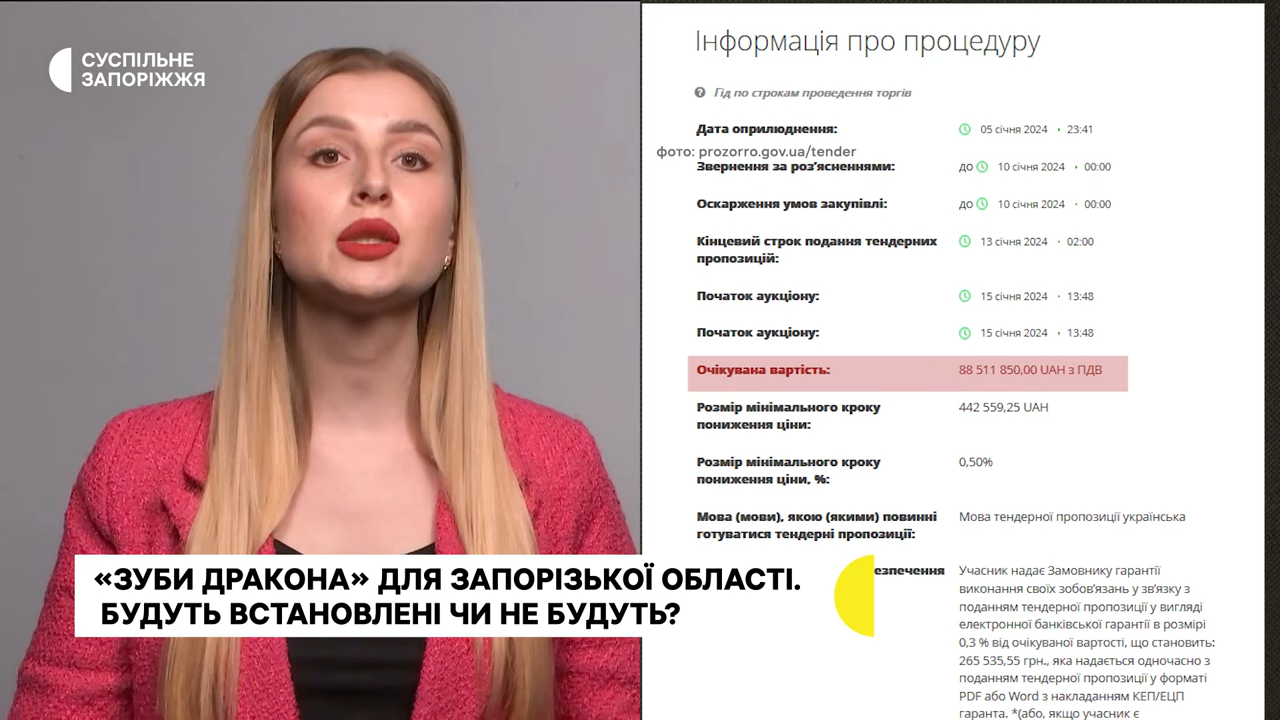 СУСПІЛЬНЕ
ЗАПОРІЖЖЯ
Інформація про процедуру
Гід по строкам проведення торгів
Дата оприлюднення: 05 січня 2024 • 23:41
фото: prozorro.gov.ua/tender
Звернення за роз’ясненнями: до 10 січня 2024 • 00:00
Оскарження умов закупівлі: до 10 січня 2024 • 00:00
Кінцевий строк подання тендерних 13 січня 2024 • 02:00
пропозицій:
Початок аукціону: 15 січня 2024 • 13:48
Початок аукціону: 15 січня 2024 • 13:48
Очікувана вартість: 88 511 850,00 UAH з ПДВ
Розмір мінімального кроку 442 559,25 UAH
пониження ціни:
Розмір мінімального кроку 0,50%
пониження ціни, %:
Мова (мови), якою (якими) повинні Мова тендерної пропозиції українська
готуватися тендерні пропозиції:
езпечення Учасник надає Замовнику гарантії
виконання своїх зобов’язань у зв’язку з
поданням тендерної пропозиції у вигляді
електронної банківської гарантії в розмірі
0,3 % від очікуваної вартості, що становить:
265 535,55 грн., яка надається одночасно з
поданням тендерної пропозиції у форматі
PDF або Word з накладанням КЕП/ЕЦП
гаранта. *(або, якщо учасник є
«ЗУБИ ДРАКОНА» ДЛЯ ЗАПОРІЗЬКОЇ ОБЛАСТІ.
БУДУТЬ ВСТАНОВЛЕНІ ЧИ НЕ БУДУТЬ?